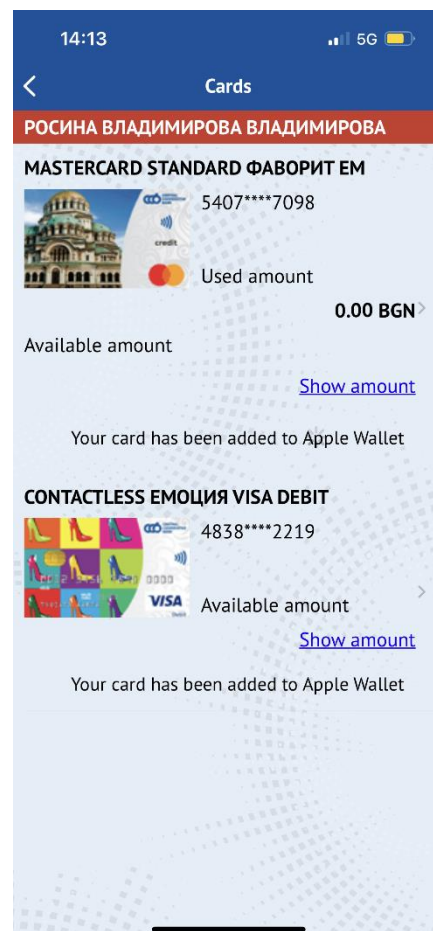 14:13
5G
Cards
РОСИНА ВЛАДИМИРОВА ВЛАДИМИРОВА
MASTERCARD STANDARD ФАВОРИТ ЕМ
5407****7098
credit
Used amount
0.00 BGN
Available amount
Show amount
Your card has been added to Apple Wallet
CONTACTLESS ЕМОЦИЯ VISA DEBIT
4838****2219
VISA
Available amount
Show amount
Your card has been added to Apple Wallet